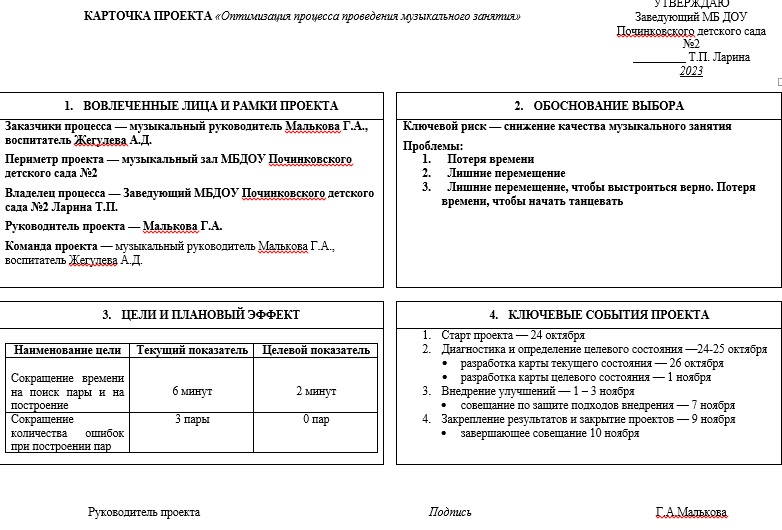 УТВЕРЖДАЮ
КАРТОЧКА ПРОЕКТА «Оптимизация процесса проведения музыкального занятия»
Заведующий МБ ДОУ
Починковского детского сада
№2
_________ Т.П. Ларина
2023
1. ВОВЛЕЧЕННЫЕ ЛИЦА И РАМКИ ПРОЕКТА
Заказчики процесса — музыкальный руководитель Малькова Г.А.,
воспитатель Жегулева А.Д.
Периметр проекта — музыкальный зал МБДОУ Починковского
детского сада №2
Владелец процесса — Заведующий МБДОУ Починковского детского
сада №2 Ларина Т.П.
Руководитель проекта — Малькова Г.А.
Команда проекта — музыкальный руководитель Малькова Г.А.,
воспитатель Жегулева А.Д.
2. ОБОСНОВАНИЕ ВЫБОРА
Ключевой риск — снижение качества музыкального занятия
Проблемы:
1. Потеря времени
2. Лишние перемещение
3. Лишние перемещение, чтобы выстроиться верно. Потеря
времени, чтобы начать танцевать
3. ЦЕЛИ И ПЛАНОВЫЙ ЭФФЕКТ
Наименование цели Текущий показатель Целевой показатель
Сокращение времени
на поиск пары и на
построение
6 минут 2 минут
Сокращение
количества ошибок
при построении пар
3 пары 0 пар
4. КЛЮЧЕВЫЕ СОБЫТИЯ ПРОЕКТА
1. Старт проекта — 24 октября
2. Диагностика и определение целевого состояния —24-25 октября
• разработка карты текущего состояния — 26 октября
• разработка карты целевого состояния — 1 ноября
3. Внедрение улучшений — 1 – 3 ноября
• совещание по защите подходов внедрения — 7 ноября
4. Закрепление результатов и закрытие проектов — 9 ноября
• завершающее совещание 10 ноября
Руководитель проекта Подпись Г.А.Малькова